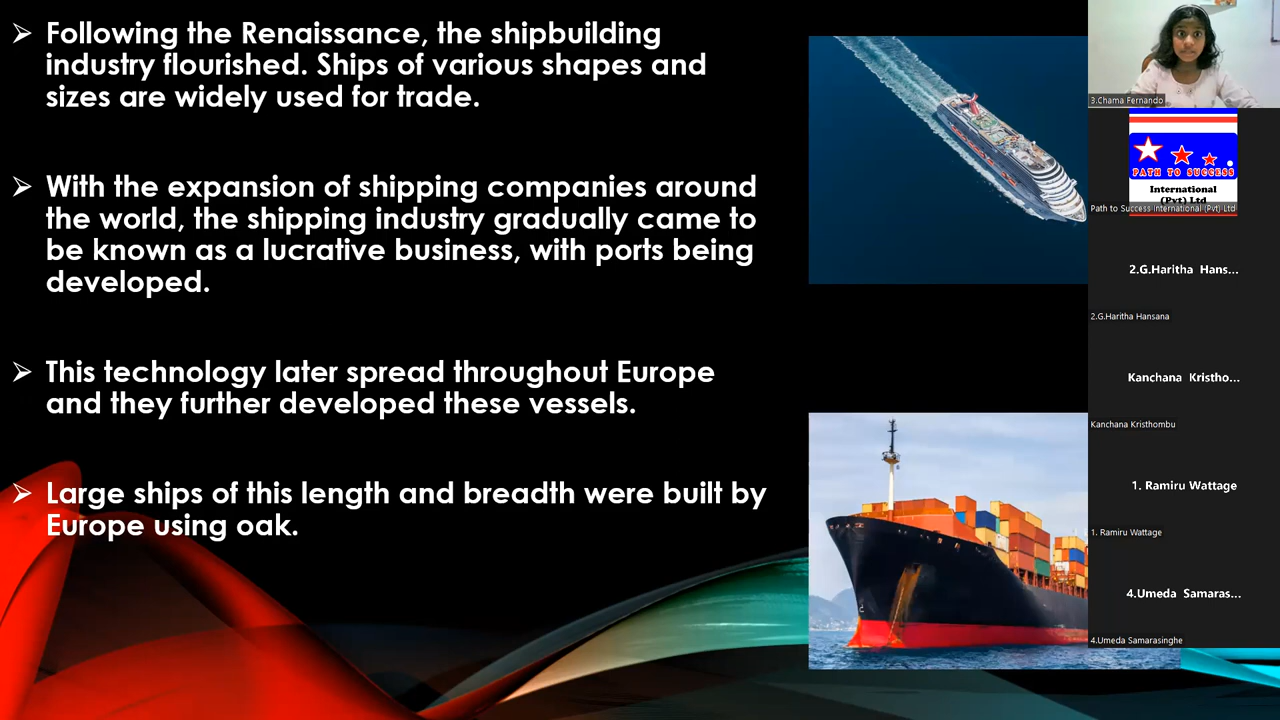 Following the Renaissance, the shipbuilding
industry flourished. Ships of various shapes and
sizes are widely used for trade.
With the expansion of shipping companies around
the world, the shipping industry gradually came to
be known as a lucrative business, with ports being
developed.
This technology later spread throughout Europe
and they further developed these vessels.
Large ships of this length and breadth were built by
Europe using oak.
3.Chama Fernando
PATH TO SUCCESS
International
(Pvt) Ltd
Path to Success International (Pvt) Ltd
2.G.Haritha Hans...
2.G.Haritha Hansana
Kanchana Kristho...
Kanchana Kristhombu
1. Ramiru Wattage
1. Ramiru Wattage
4.Umeda Samaras...
4.Umeda Samarasinghe